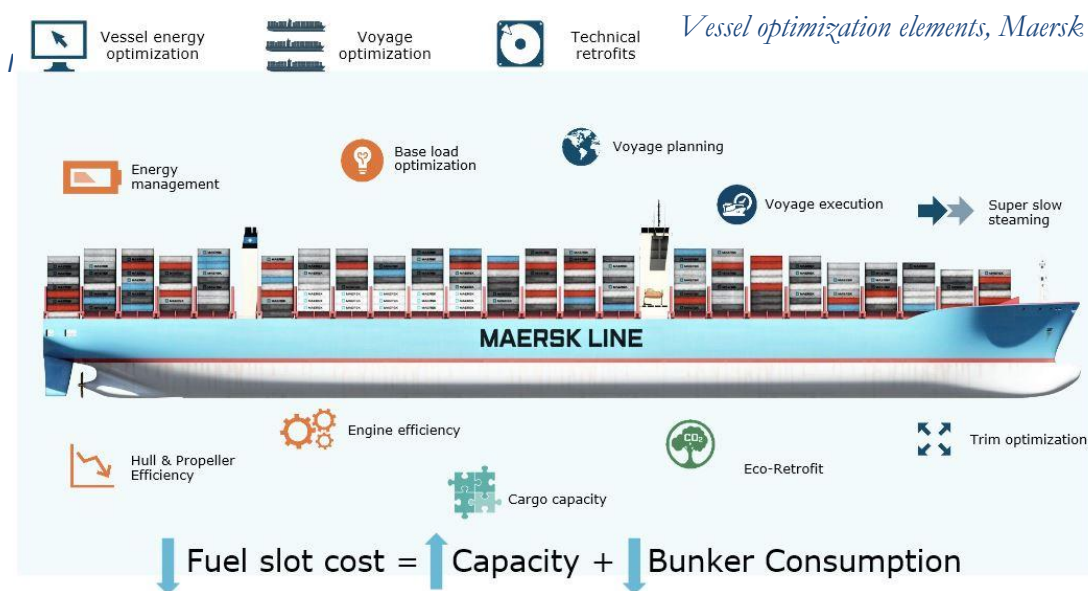 Vessel optimization elements, Maersk
Vessel energy
optimization
Voyage
optimization
Technical
retrofits
Energy
management
Base load
optimization
Voyage planning
Voyage execution
Super slow
steaming
MAERSK LINE
Hull & Propeller
Efficiency
Engine efficiency
Cargo capacity
CO₂
Eco-Retrofit
Trim optimization
Fuel slot cost = Capacity + Bunker Consumption